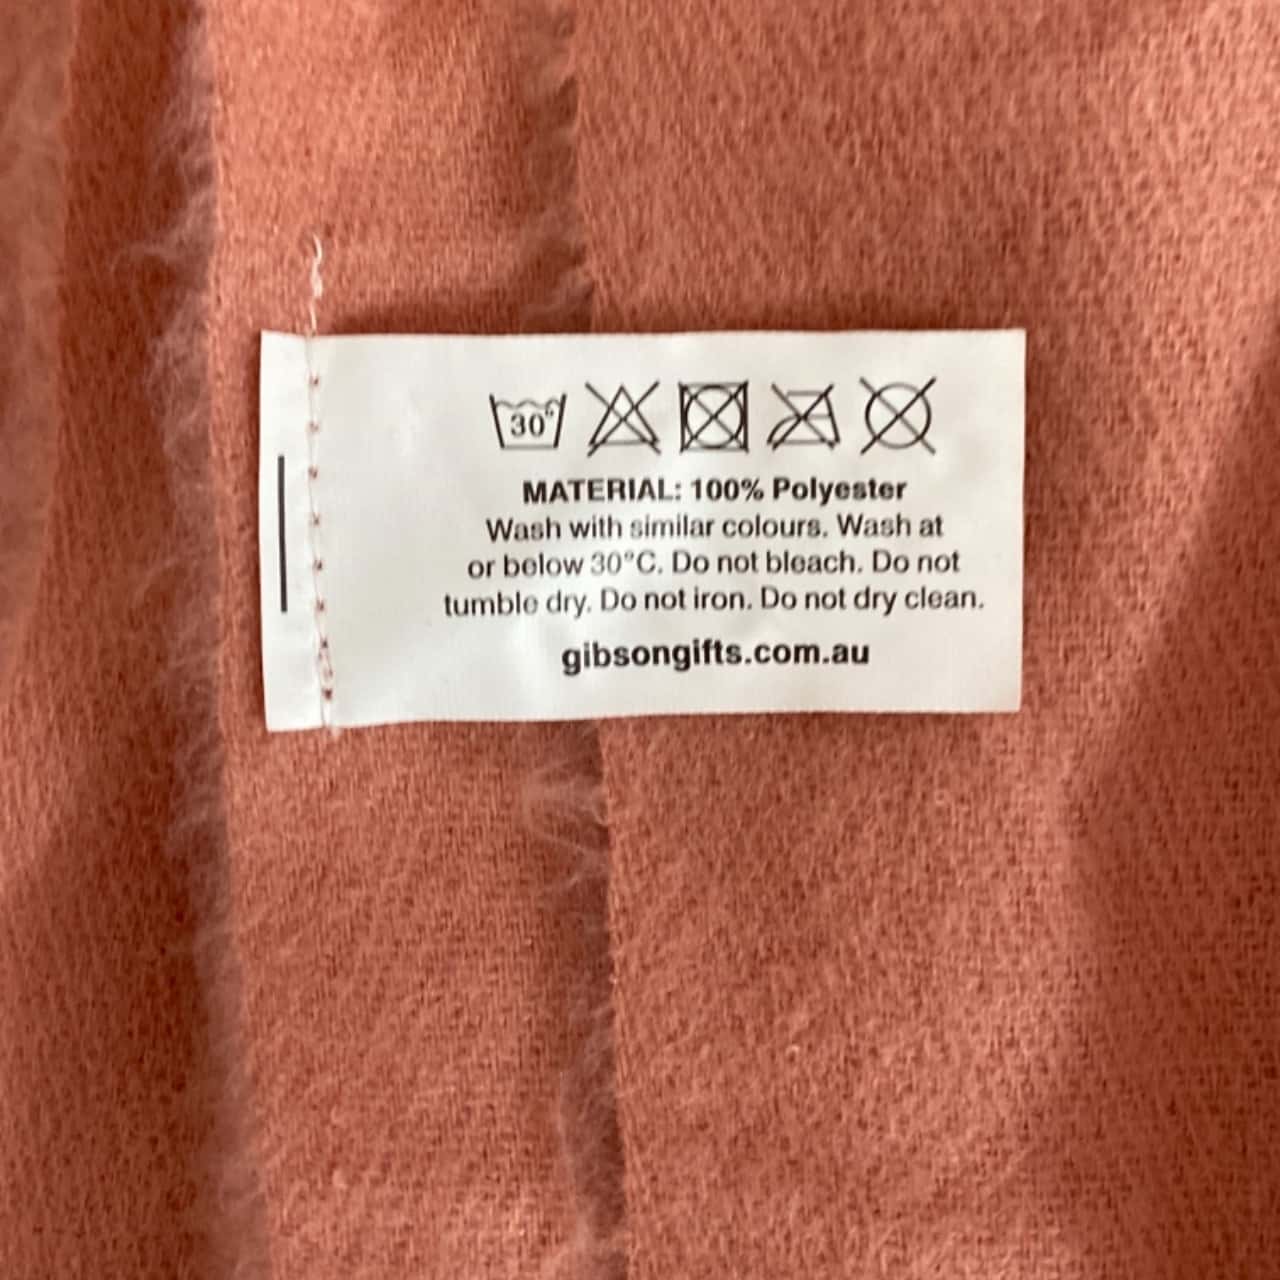 30°
MATERIAL: 100% Polyester
Wash with similar colours. Wash at
or below 30°C. Do not bleach. Do not
tumble dry. Do not iron. Do not dry clean.
gibsongifts.com.au